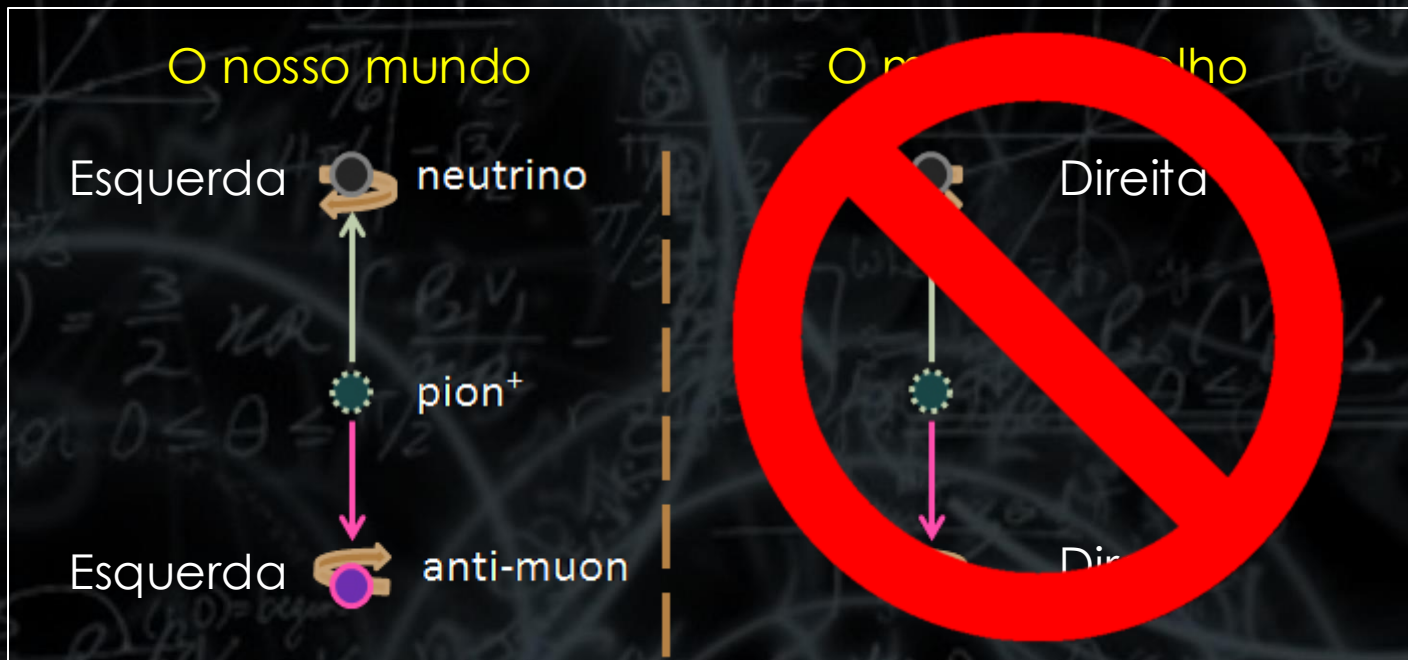 O nosso mundo
Esquerda
neutrino
pion⁺
Esquerda
anti-muon
Direita